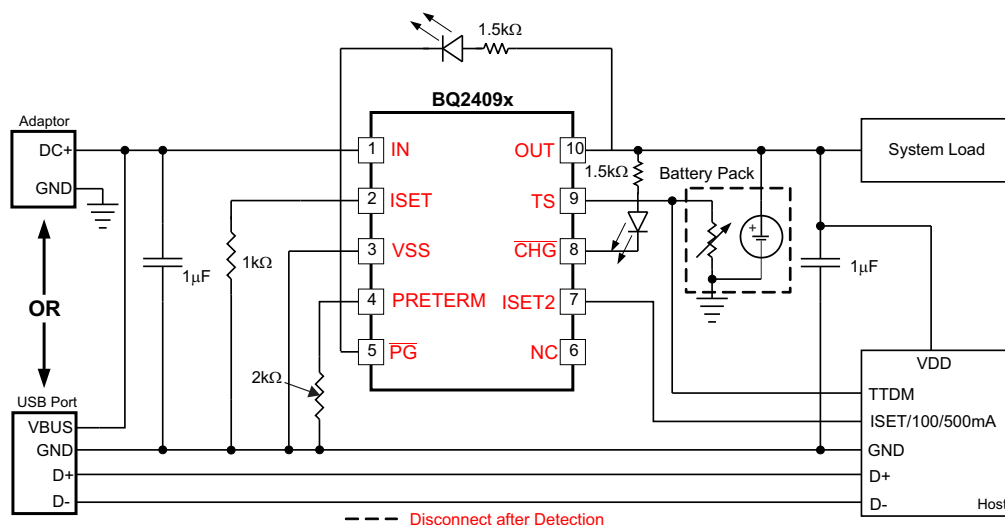 1.5kΩ
BQ2409x
Adaptor
DC+
GND
1
IN
OUT
10
System Load
1.5kΩ
Battery Pack
2
ISET
TS
9
+
3
VSS
CHG
8
1μF
1kΩ
1μF
OR
4
PRETERM
ISET2
7
5
PG
NC
6
2kΩ
VDD
USB Port
TTDM
VBUS
ISET/100/500mA
GND
GND
D+
D+
D-
D-
Host
Disconnect after Detection